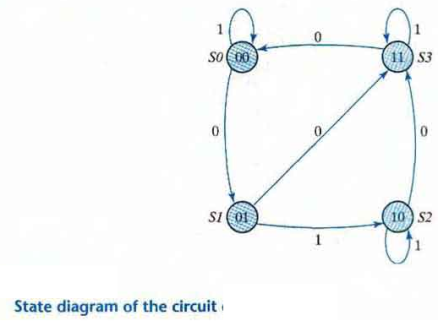 1 1
0
S0 00 11 S3
0 0 0
S1 01 10 S2
1 1
State diagram of the circuit